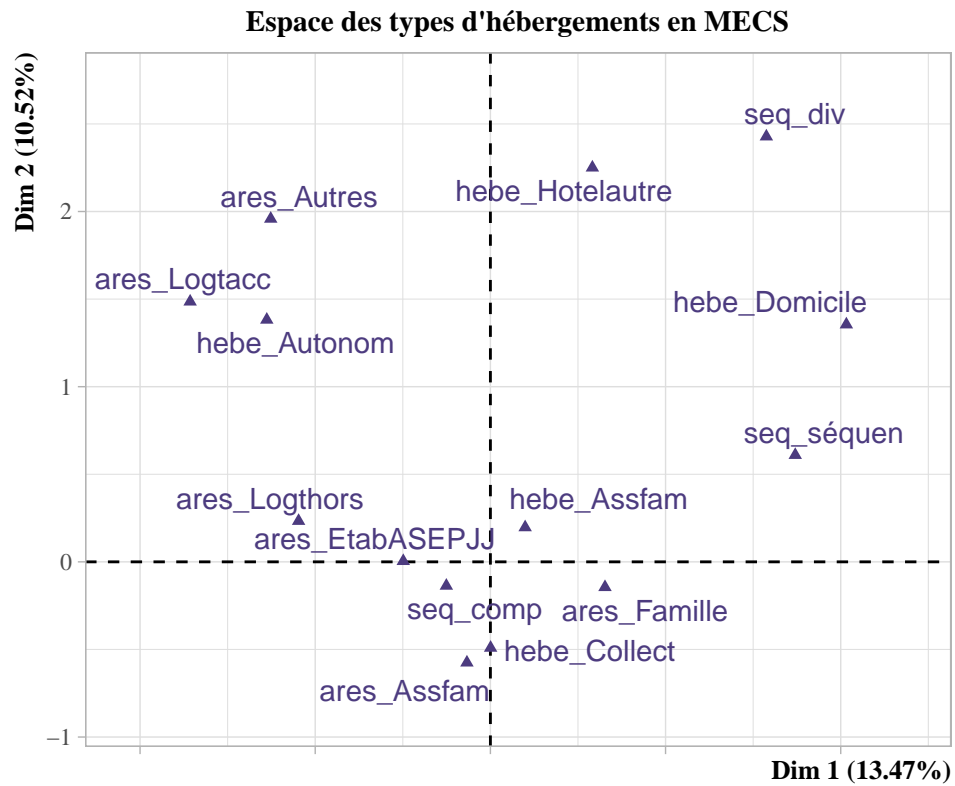 Espace des types d'hébergements en MECS
Dim 2 (10.52%)
seq_div
hebe_Hotelautre
ares_Autres
2
ares_Logtacc
hebe_Domicile
hebe_Autonom
1
seq_séquen
ares_Logthors
hebe_Assfam
ares_EtabASEPJJ
0
seq_comp
ares_Famille
hebe_Collect
ares_Assfam
−1
Dim 1 (13.47%)